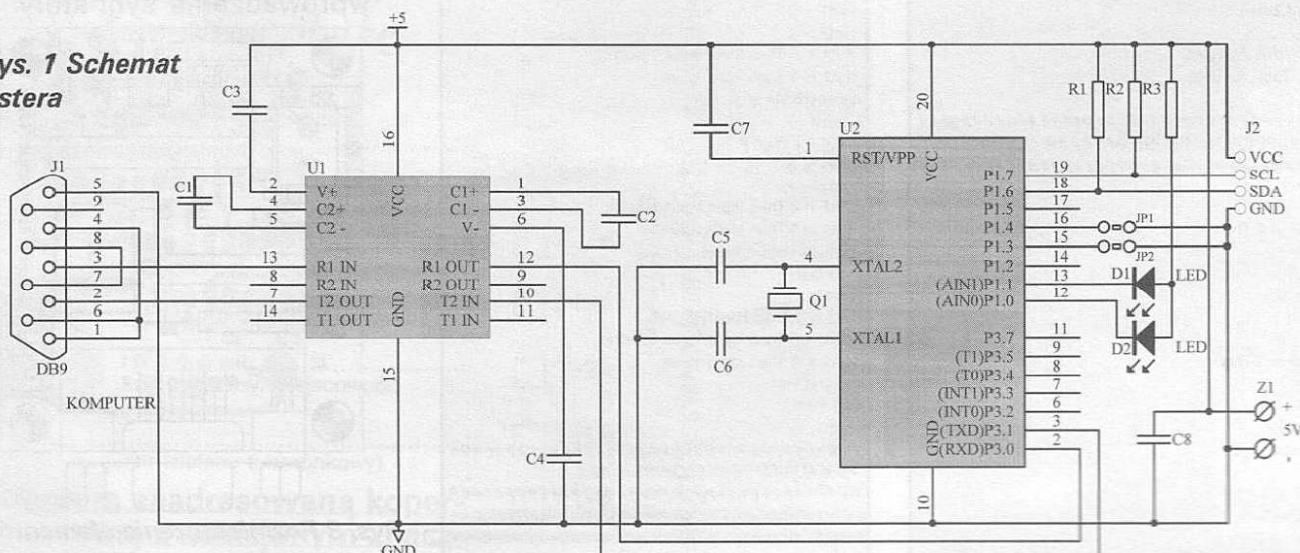 ys. 1 Schemat
stera
+5
C3
C7
R1 R2 R3
J2
VCC
SCL
SDA
GND
J1
5
9
4
8
3
7
2
6
1
DB9
KOMPUTER
C1
U1
16
VCC
2 V+
4 C2+
5 C2 -
13 R1 IN
8 R2 IN
7 T2 OUT
14 T1 OUT
C1+ 1
C1 - 3
V- 6
R1 OUT 12
R2 OUT 9
T2 IN 10
T1 IN 11
GND
15
C2
C4
GND
C5
C6
Q1
U2
20
VCC
1 RST/VPP
4 XTAL2
5 XTAL1
P1.7 19
P1.6 18
P1.5 17
P1.4 16
P1.3 15
P1.2 14
(AIN1)P1.1 13
(AIN0)P1.0 12
P3.7 11
(T1)P3.5 9
(T0)P3.4 8
(INT1)P3.3 7
(INT0)P3.2 6
(TXD)P3.1 3
(RXD)P3.0 2
GND
10
JP1
JP2
D1 LED
D2 LED
C8
Z1
+
5V
-